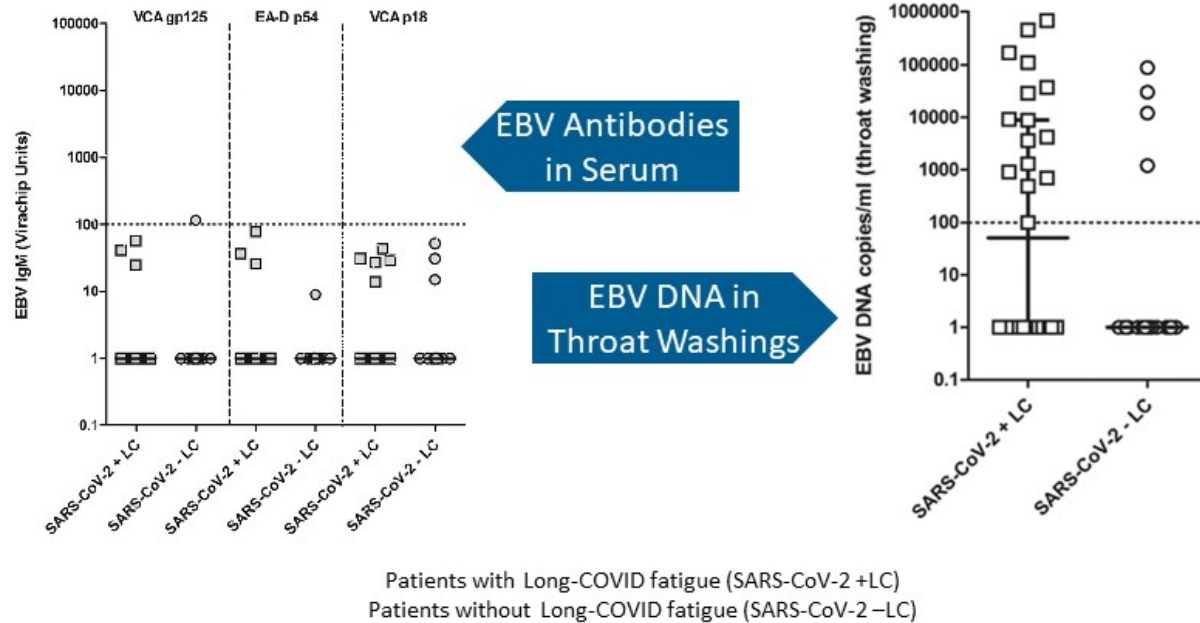 VCA gp125
EA-D p54
VCA p18
EBV IgM (Virachip Units)
100000
10000
1000
100
10
1
0.1
SARS-CoV-2 + LC
SARS-CoV-2 - LC
SARS-CoV-2 + LC
SARS-CoV-2 - LC
SARS-CoV-2 + LC
SARS-CoV-2 - LC
EBV Antibodies
in Serum
EBV DNA in
Throat Washings
EBV DNA copies/ml (throat washing)
1000000
100000
10000
1000
100
10
1
0.1
SARS-CoV-2 + LC
SARS-CoV-2 - LC
Patients with Long-COVID fatigue (SARS-CoV-2 +LC)
Patients without Long-COVID fatigue (SARS-CoV-2 –LC)